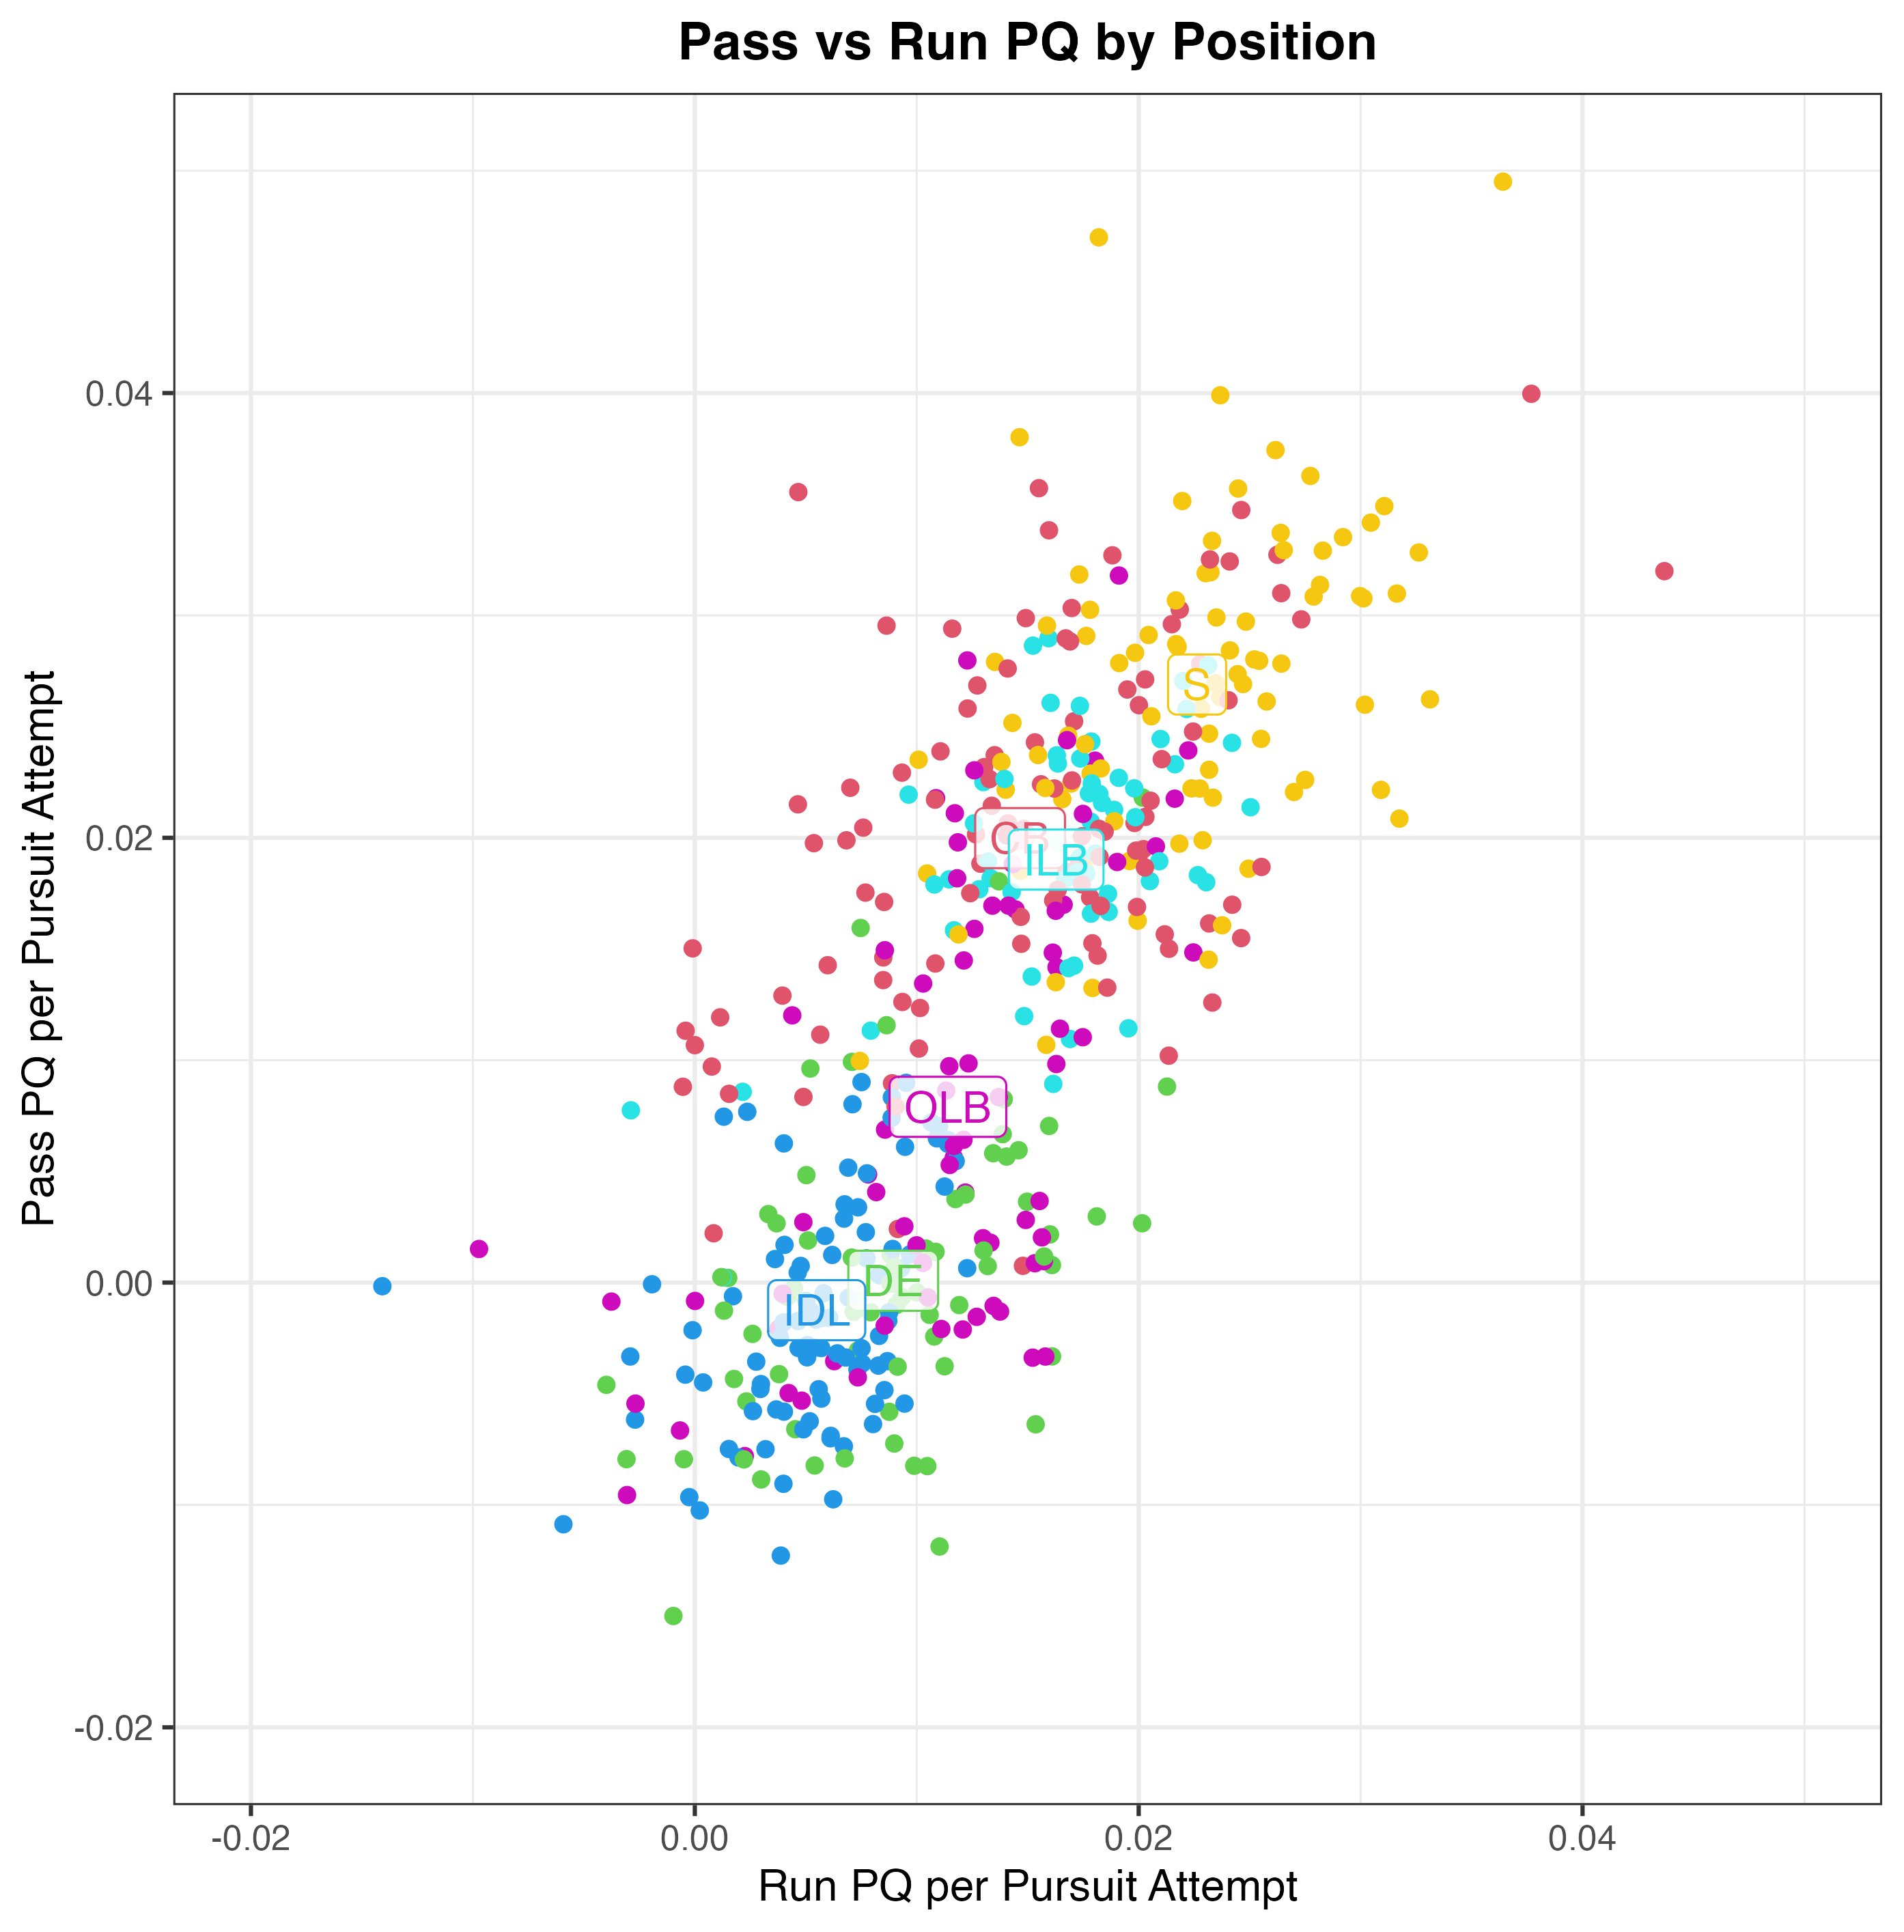 Pass vs Run PQ by Position
Pass PQ per Pursuit Attempt
0.04
0.02
0.00
-0.02
S
CB
ILB
OLB
DE
IDL
-0.02
0.00
0.02
0.04
Run PQ per Pursuit Attempt